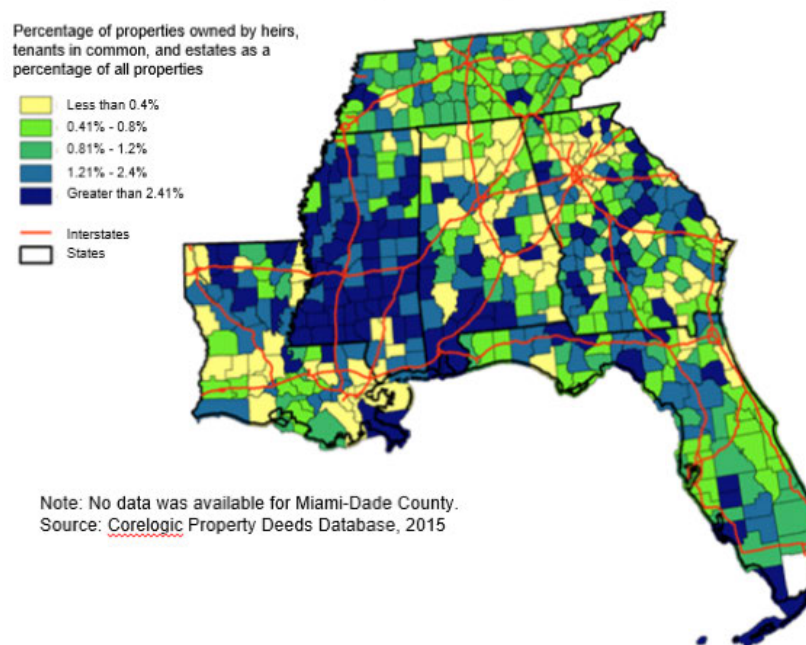 Percentage of properties owned by heirs,
tenants in common, and estates as a
percentage of all properties
Less than 0.4%
0.41% - 0.8%
0.81% - 1.2%
1.21% - 2.4%
Greater than 2.41%
Interstates
States
Note: No data was available for Miami-Dade County.
Source: Corelogic Property Deeds Database, 2015